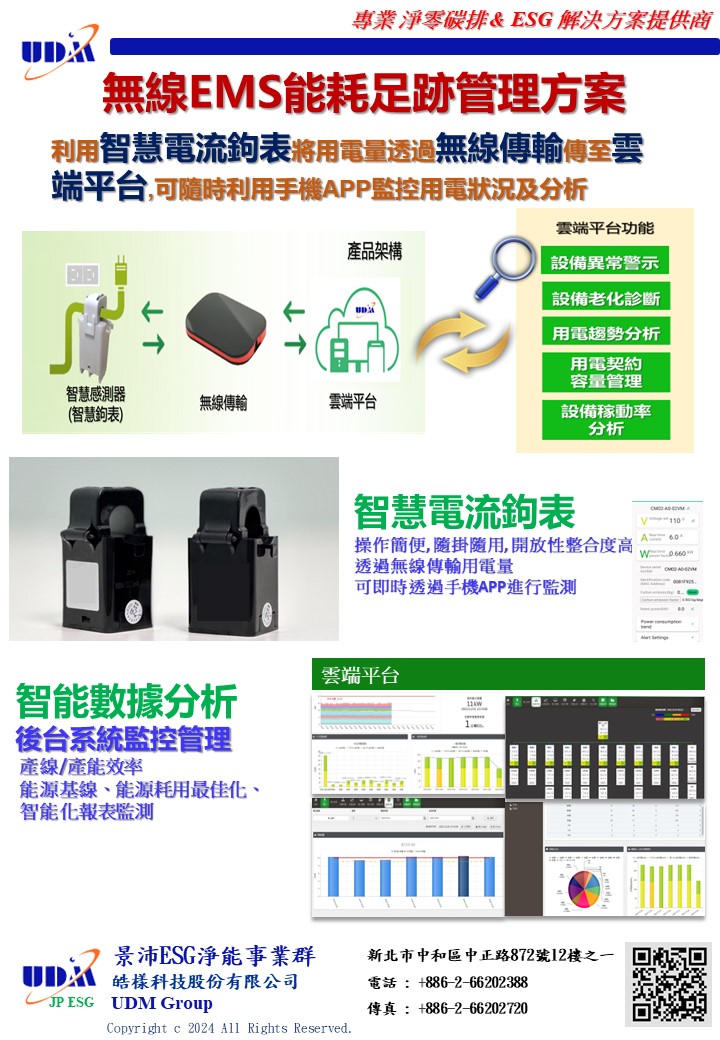 專業 淨零碳排 & ESG 解決方案提供商
UDM
無線EMS能耗足跡管理方案
利用智慧電流鉤表將用電量透過無線傳輸傳至雲
端平台,可隨時利用手機APP監控用電狀況及分析
產品架構
UDM
智慧感測器
(智慧鉤表)
無線傳輸
雲端平台
雲端平台功能
設備異常警示
設備老化診斷
用電趨勢分析
用電契約
容量管理
設備稼動率
分析
智慧電流鉤表
操作簡便, 隨掛隨用, 開放性整合度高
透過無線傳輸用電量
可即時透過手機APP進行監測
CM02-A0-02VM
V 110
A 6.0
W 0.660
CM02-A0-02VM
Power consumption
trend
Alert Settings
智能數據分析
後台系統監控管理
產線/產能效率
能源基線、能源耗用最佳化、
智能化報表監測
雲端平台
11kW
UDM
JP ESG
景沛ESG淨能事業群
皓樣科技股份有限公司
UDM Group
Copyright c 2024 All Rights Reserved.
新北市中和區中正路872號12樓之一
電話 : +886-2-66202388
傳真 : +886-2-66202720